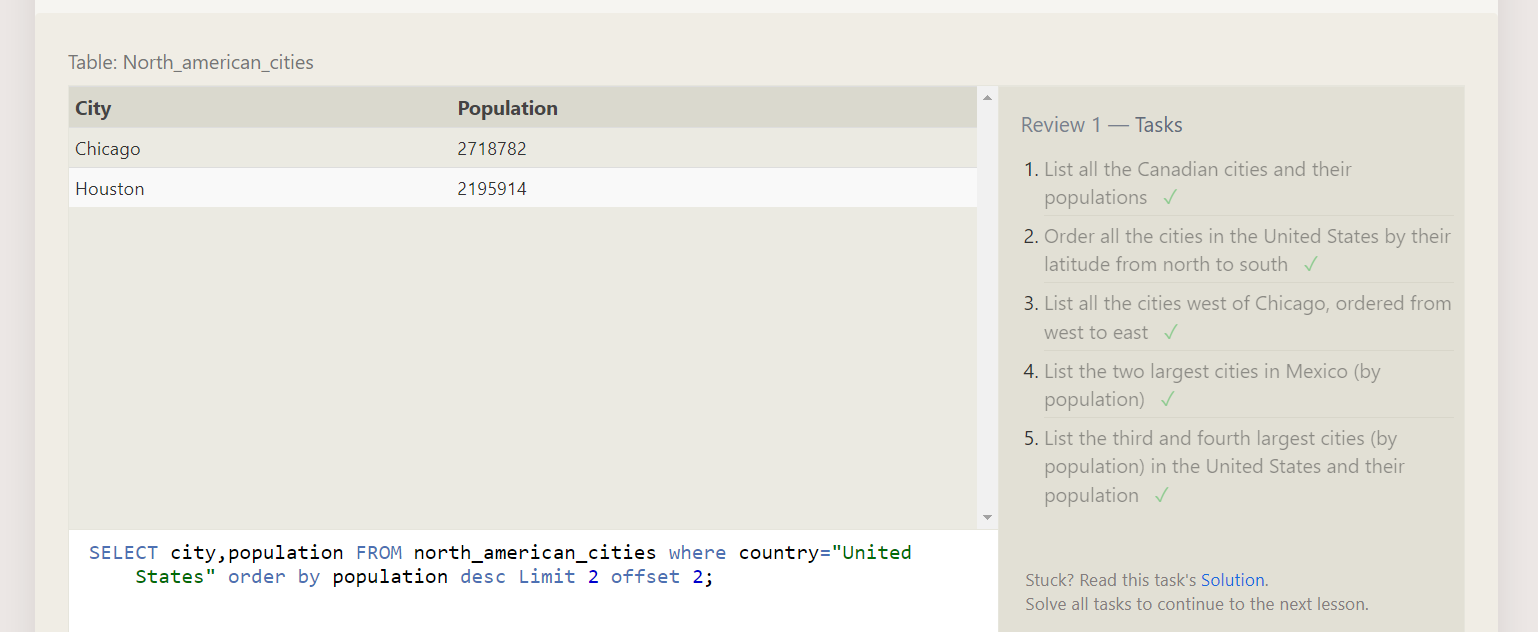 Table: North_american_cities
City Population
Chicago 2718782
Houston 2195914
SELECT city,population FROM north_american_cities where country="United
States" order by population desc Limit 2 offset 2;
Review 1 — Tasks
1. List all the Canadian cities and their
populations ✓
2. Order all the cities in the United States by their
latitude from north to south ✓
3. List all the cities west of Chicago, ordered from
west to east ✓
4. List the two largest cities in Mexico (by
population) ✓
5. List the third and fourth largest cities (by
population) in the United States and their
population ✓
Stuck? Read this task's Solution.
Solve all tasks to continue to the next lesson.